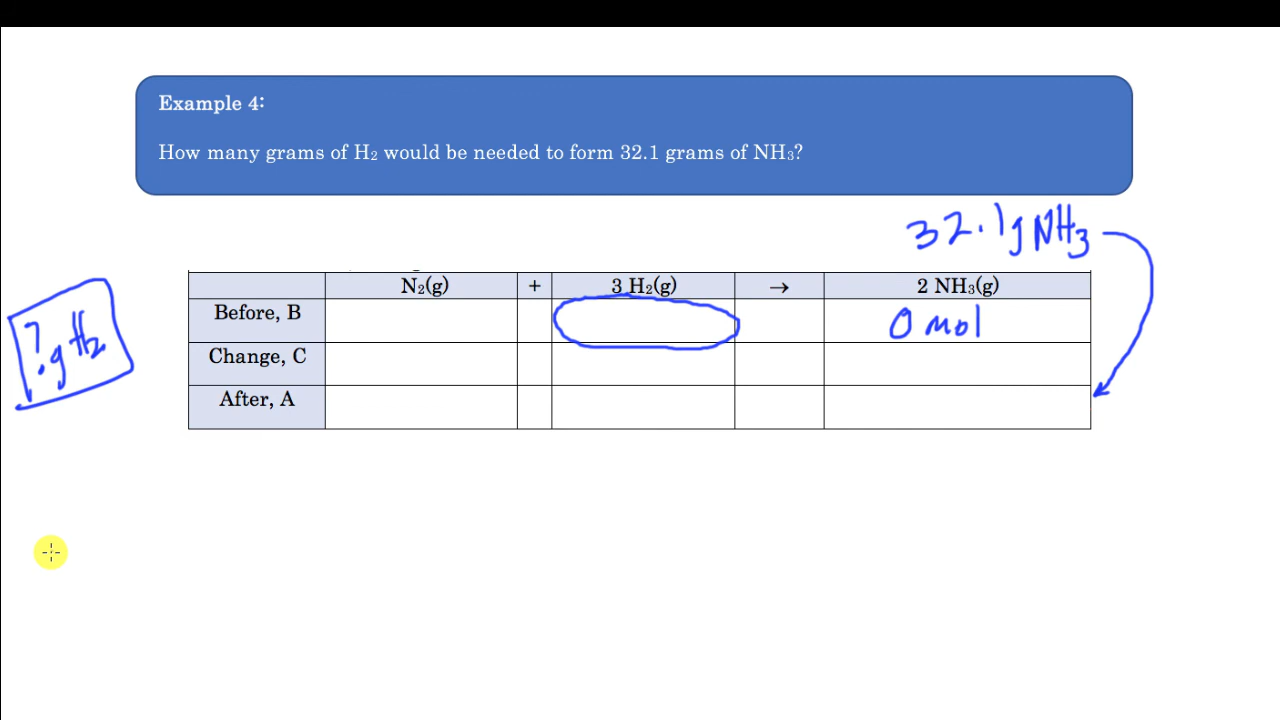 Example 4:
How many grams of H₂ would be needed to form 32.1 grams of NH₃?
32.1g NH₃
N₂(g) + 3 H₂(g) → 2 NH₃(g)
Before, B 0 mol
Change, C
After, A
? g H₂